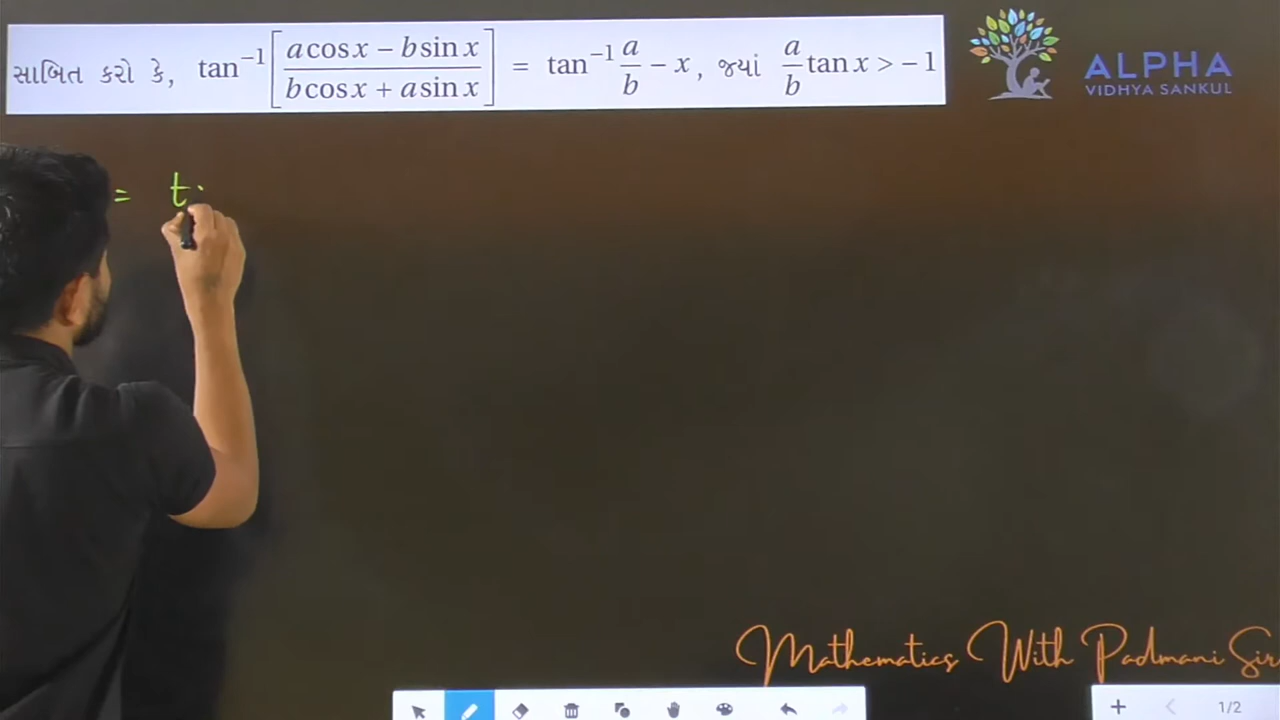 સાબિત કરો કે, tan⁻¹[(a cos x − b sin x)/(b cos x + a sin x)] = tan⁻¹ a/b − x, જ્યાં a/b tan x > −1
ALPHA
VIDHYA SANKUL
= t
Mathematics With Padmani Sir
1/2